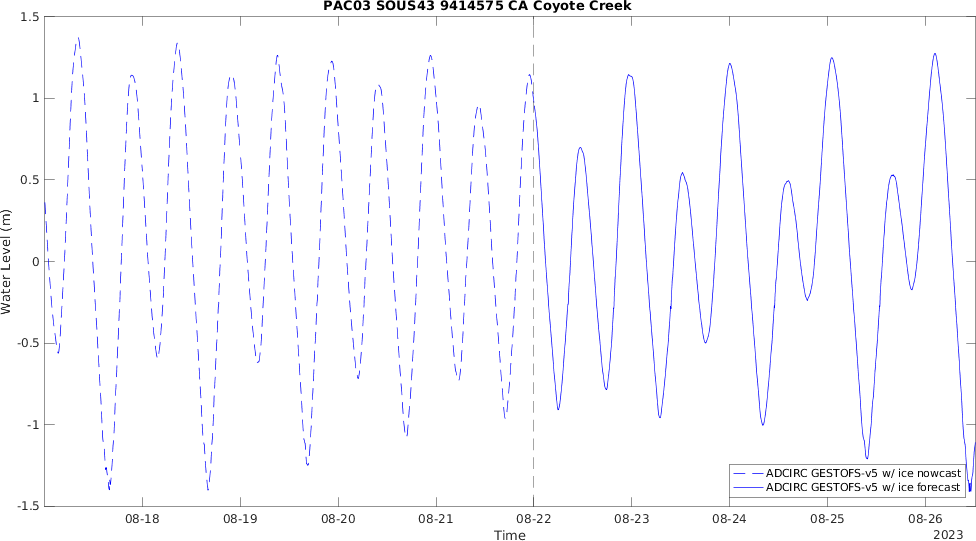 PAC03 SOUS43 9414575 CA Coyote Creek
Water Level (m)
1.5
1
0.5
0
-0.5
-1
-1.5
ADCIRC GESTOFS-v5 w/ ice nowcast
ADCIRC GESTOFS-v5 w/ ice forecast
08-18 08-19 08-20 08-21 08-22 08-23 08-24 08-25 08-26
Time
2023